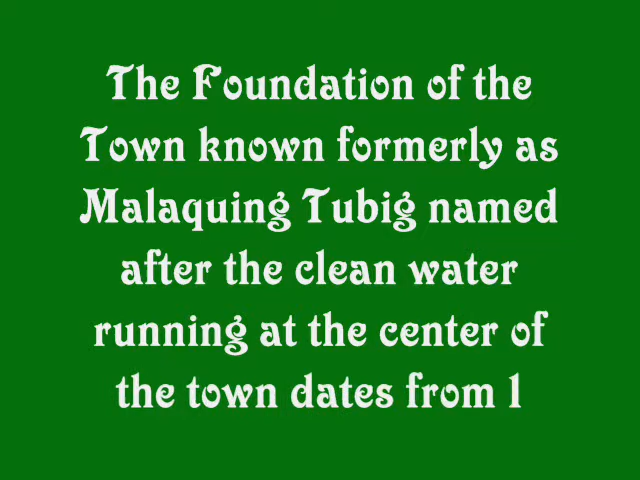 The Foundation of the
Town known formerly as
Malaquing Tubig named
after the clean water
running at the center of
the town dates from 1